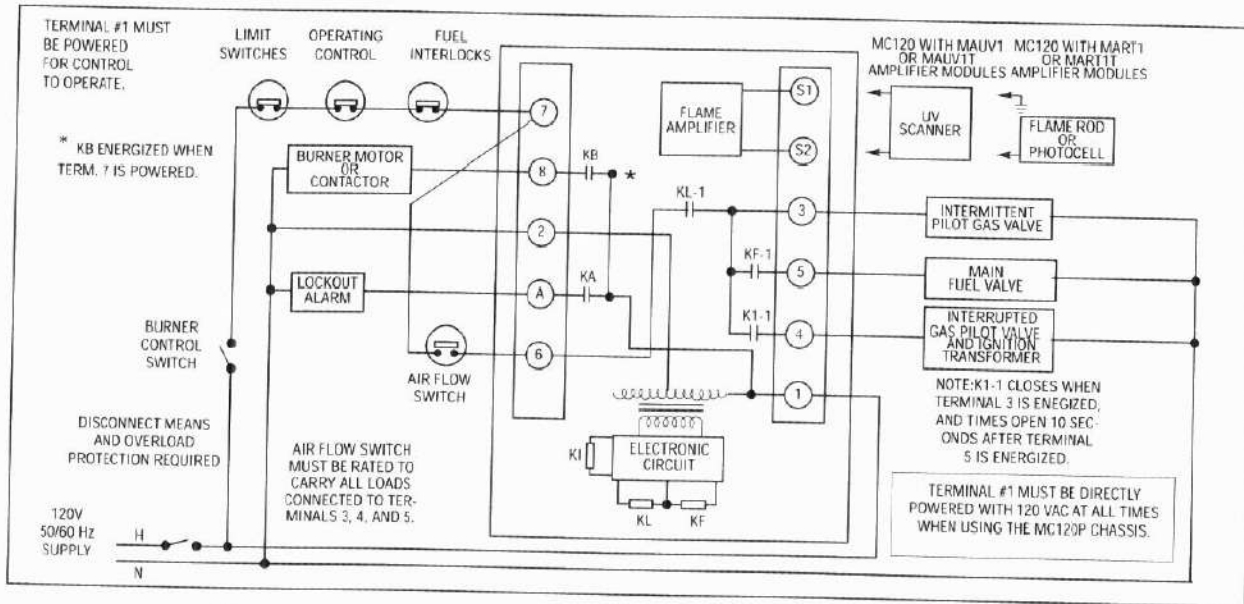 TERMINAL #1 MUST
BE POWERED
FOR CONTROL
TO OPERATE.
LIMIT
SWITCHES
OPERATING
CONTROL
FUEL
INTERLOCKS
MC120 WITH MAUV1
OR MAUV1T
AMPLIFIER MODULES
MC120 WITH MART1
OR MART1T
AMPLIFIER MODULES
* KB ENERGIZED WHEN
TERM. 7 IS POWERED.
7
FLAME
AMPLIFIER
S1
S2
UV
SCANNER
FLAME ROD
OR
PHOTOCELL
BURNER MOTOR
OR
CONTACTOR
8
KB
*
KL-1
3
INTERMITTENT
PILOT GAS VALVE
2
KF-1
5
MAIN
FUEL VALVE
LOCKOUT
ALARM
A
KA
K1-1
4
INTERRUPTED
GAS PILOT VALVE
AND IGNITION
TRANSFORMER
BURNER
CONTROL
SWITCH
AIR FLOW
SWITCH
6
1
NOTE:K1-1 CLOSES WHEN
TERMINAL 3 IS ENEGIZED,
AND TIMES OPEN 10 SEC-
ONDS AFTER TERMINAL
5 IS ENERGIZED.
DISCONNECT MEANS
AND OVERLOAD
PROTECTION REQUIRED
AIR FLOW SWITCH
MUST BE RATED TO
CARRY ALL LOADS
CONNECTED TO TER-
MINALS 3, 4, AND 5.
KI
ELECTRONIC
CIRCUIT
KL
KF
TERMINAL #1 MUST BE DIRECTLY
POWERED WITH 120 VAC AT ALL TIMES
WHEN USING THE MC120P CHASSIS.
120V
50/60 Hz
SUPPLY
H
N